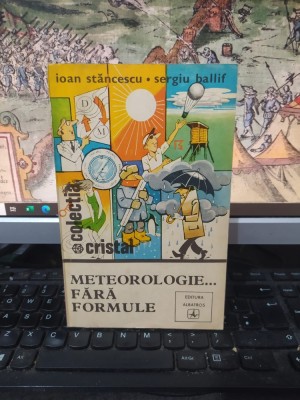 ioan stăncescu • sergiu ballif
D
M
colecția
cristal
METEOROLOGIE...
FĂRĂ
FORMULE
EDITURA
ALBATROS